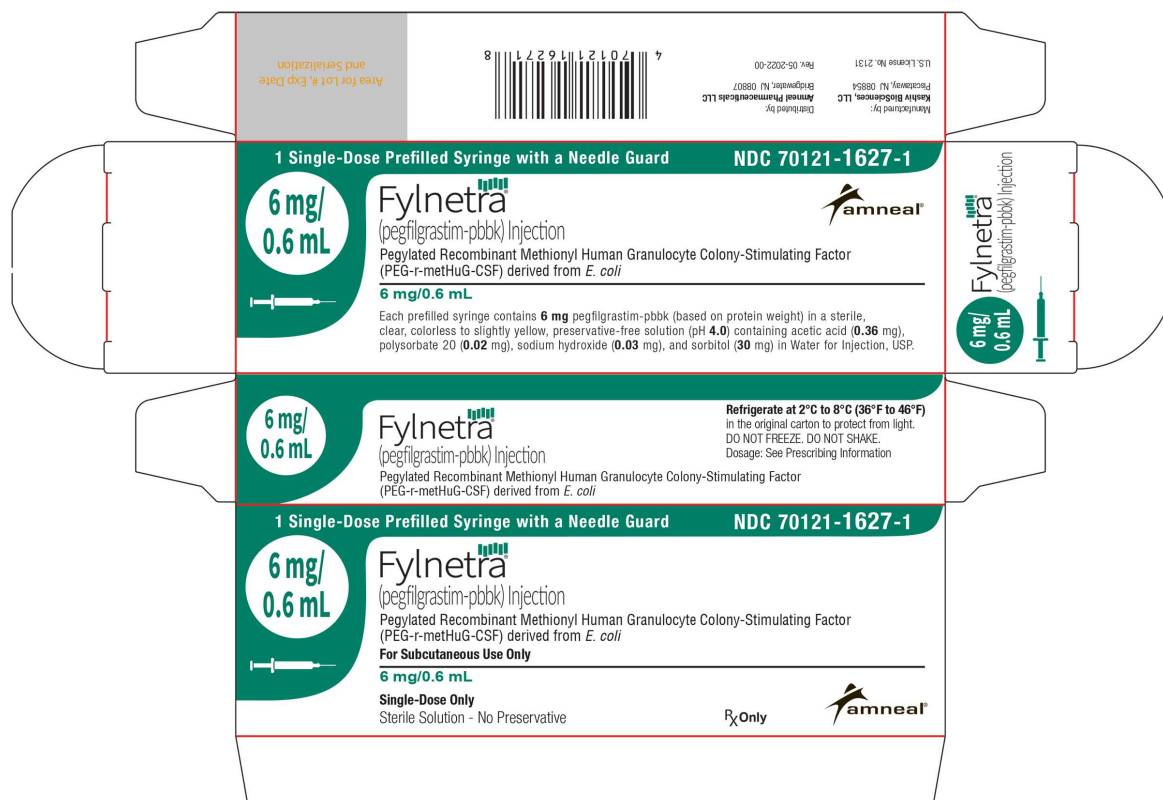 Area for Lot #, Exp Date
and Serialization
4 70121 16271 8
Distributed by:
Amneal Pharmaceuticals LLC
Bridgewater, NJ 08807
Rev. 05-2022-00
Manufactured by:
Kashiv BioSciences, LLC
Piscataway, NJ 08854
U.S. License No. 2131
1 Single-Dose Prefilled Syringe with a Needle Guard
NDC 70121-1627-1
6 mg/
0.6 mL
Fylnetra®
(pegfilgrastim-pbbk) Injection
amneal®
Pegylated Recombinant Methionyl Human Granulocyte Colony-Stimulating Factor
(PEG-r-metHuG-CSF) derived from E. coli
6 mg/0.6 mL
Each prefilled syringe contains 6 mg pegfilgrastim-pbbk (based on protein weight) in a sterile,
clear, colorless to slightly yellow, preservative-free solution (pH 4.0) containing acetic acid (0.36 mg),
polysorbate 20 (0.02 mg), sodium hydroxide (0.03 mg), and sorbitol (30 mg) in Water for Injection, USP.
Fylnetra®
(pegfilgrastim-pbbk) Injection
6 mg/
0.6 mL
6 mg/
0.6 mL
Fylnetra®
(pegfilgrastim-pbbk) Injection
Pegylated Recombinant Methionyl Human Granulocyte Colony-Stimulating Factor
(PEG-r-metHuG-CSF) derived from E. coli
Refrigerate at 2°C to 8°C (36°F to 46°F)
in the original carton to protect from light.
DO NOT FREEZE. DO NOT SHAKE.
Dosage: See Prescribing Information
1 Single-Dose Prefilled Syringe with a Needle Guard
NDC 70121-1627-1
6 mg/
0.6 mL
Fylnetra®
(pegfilgrastim-pbbk) Injection
Pegylated Recombinant Methionyl Human Granulocyte Colony-Stimulating Factor
(PEG-r-metHuG-CSF) derived from E. coli
For Subcutaneous Use Only
6 mg/0.6 mL
Single-Dose Only
Sterile Solution - No Preservative
℞ Only
amneal®